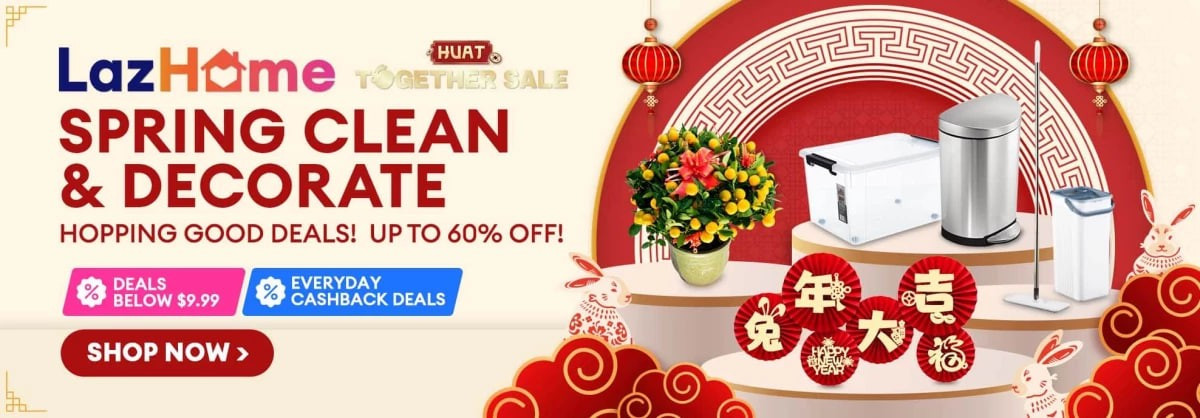 LazHome
HUAT
TOGETHER SALE
SPRING CLEAN
& DECORATE
HOPPING GOOD DEALS! UP TO 60% OFF!
% DEALS
BELOW $9.99
% EVERYDAY
CASHBACK DEALS
SHOP NOW >
兔年大吉
HAPPY
NEW
YEAR
福